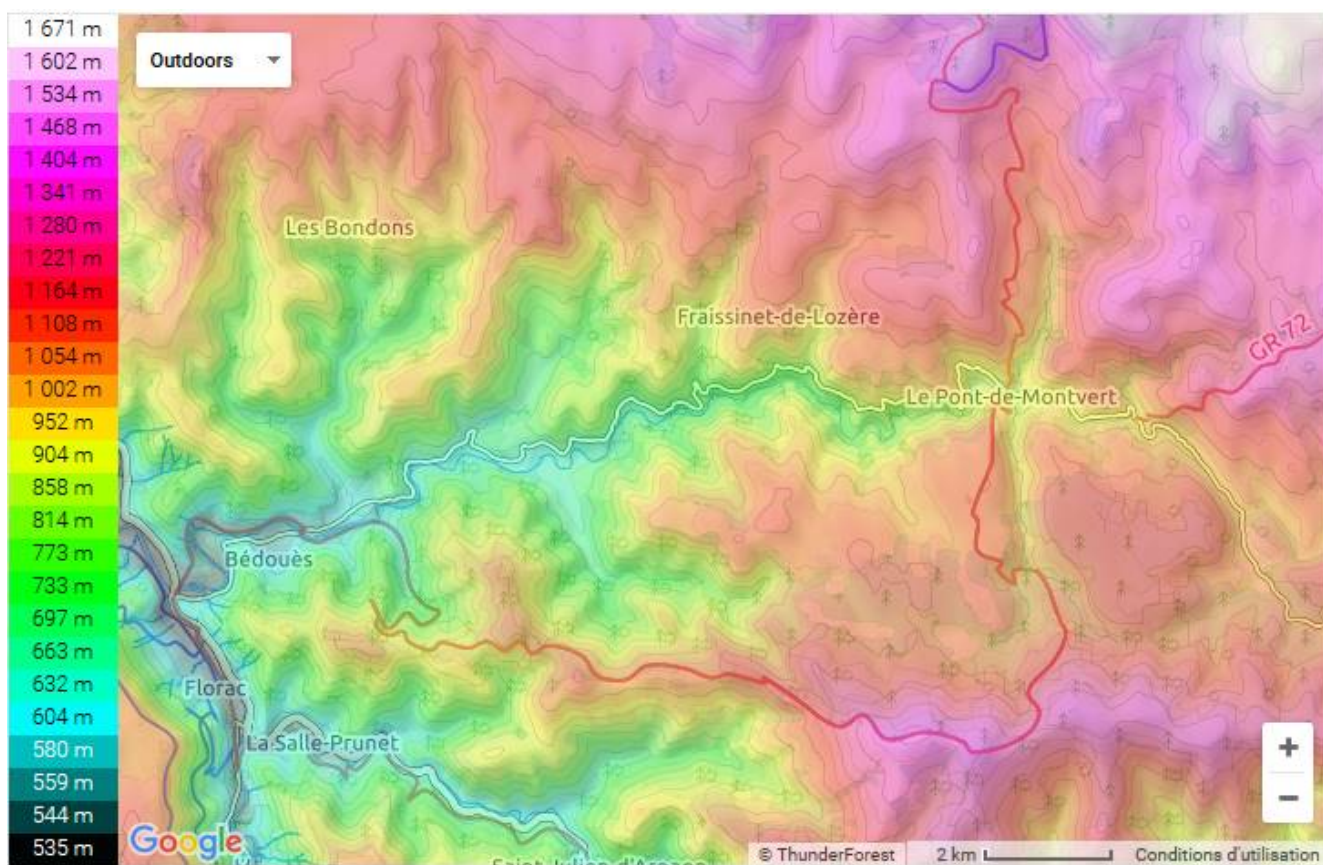 1 671 m
1 602 m
1 534 m
1 468 m
1 404 m
1 341 m
1 280 m
1 221 m
1 164 m
1 108 m
1 054 m
1 002 m
952 m
904 m
858 m
814 m
773 m
733 m
697 m
663 m
632 m
604 m
580 m
559 m
544 m
535 m
Outdoors
Les Bondons
Fraissinet-de-Lozère
GR 72
Le Pont-de-Montvert
Bédouès
Florac
La Salle-Prunet
+
−
Google
© ThunderForest 2 km Conditions d'utilisation